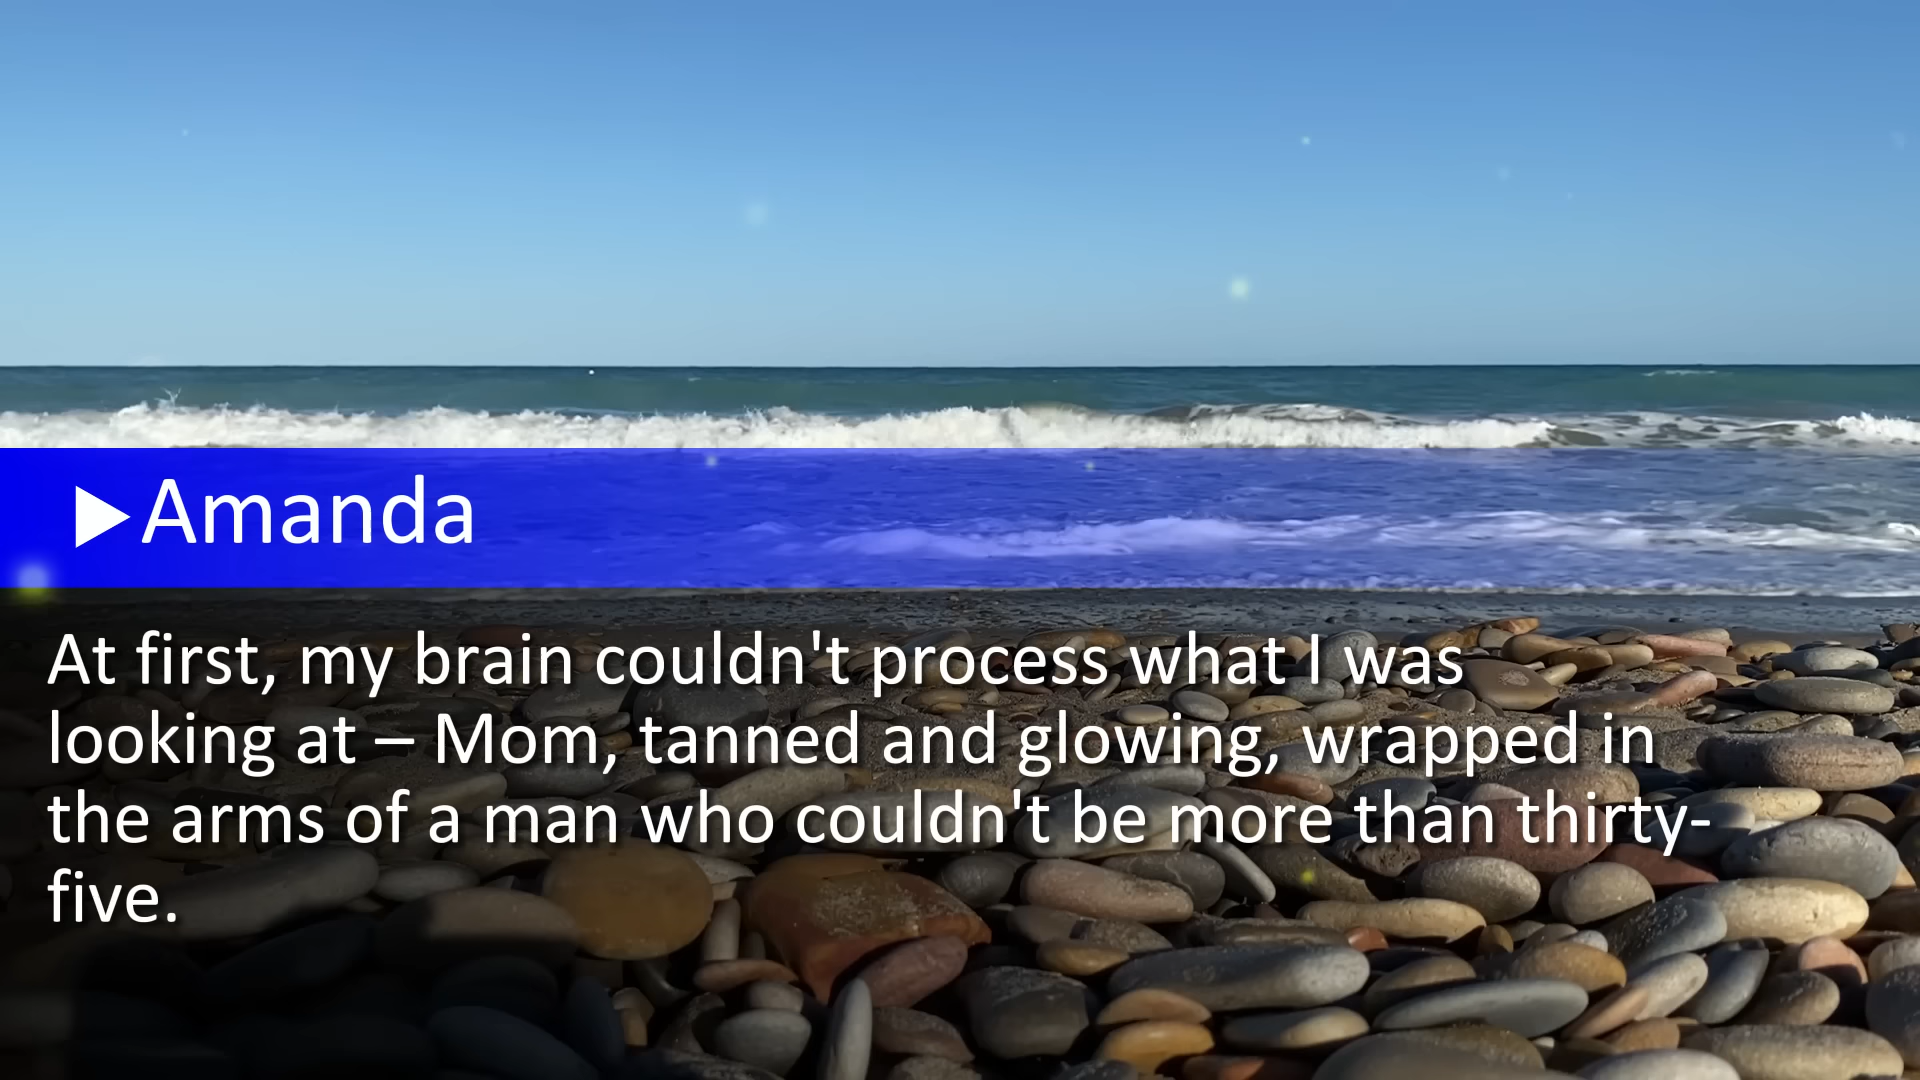 Amanda
At first, my brain couldn't process what I was
looking at – Mom, tanned and glowing, wrapped in
the arms of a man who couldn't be more than thirty-
five.